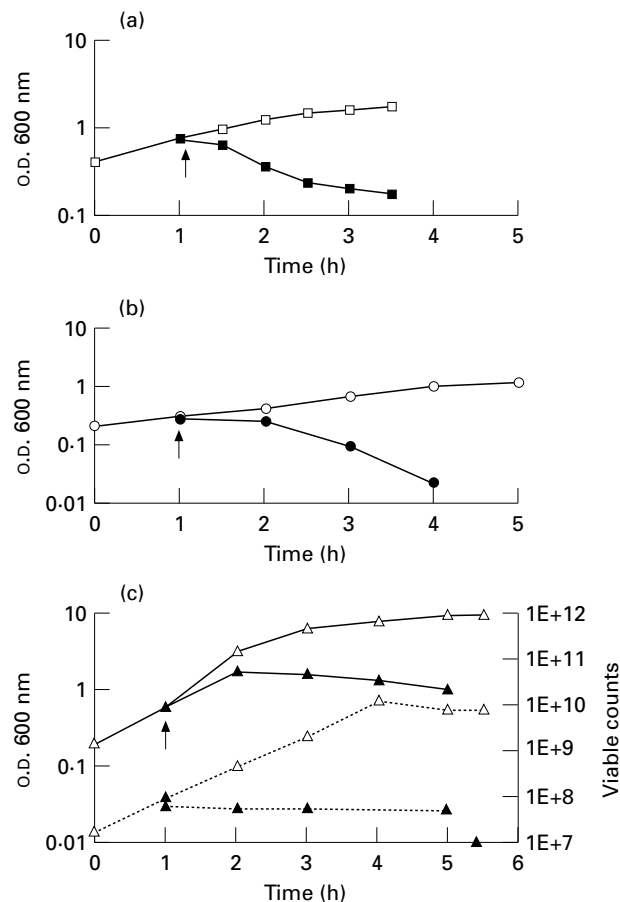 (a)
10
1
0·1
O.D. 600 nm
0 1 2 3 4 5
Time (h)
(b)
10
1
0·1
0·01
O.D. 600 nm
0 1 2 3 4 5
Time (h)
(c)
10
1
0·1
0·01
O.D. 600 nm
1E+12
1E+11
1E+10
1E+9
1E+8
1E+7
Viable counts
0 1 2 3 4 5 6
Time (h)